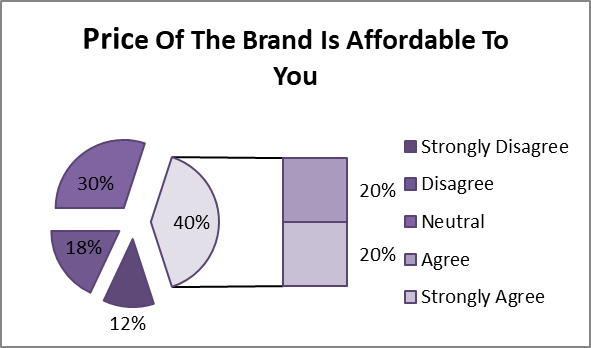 Price Of The Brand Is Affordable To
You
30%
18%
12%
40%
20%
20%
Strongly Disagree
Disagree
Neutral
Agree
Strongly Agree